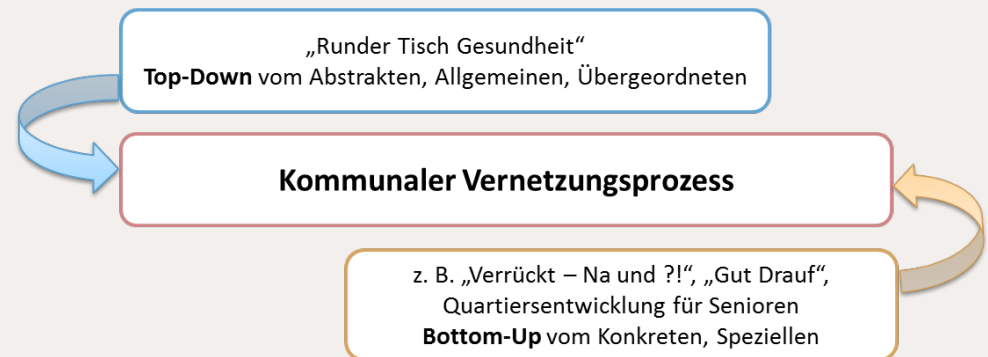 „Runder Tisch Gesundheit“
Top-Down vom Abstrakten, Allgemeinen, Übergeordneten
Kommunaler Vernetzungsprozess
z. B. „Verrückt – Na und ?!“, „Gut Drauf“,
Quartiersentwicklung für Senioren
Bottom-Up vom Konkreten, Speziellen